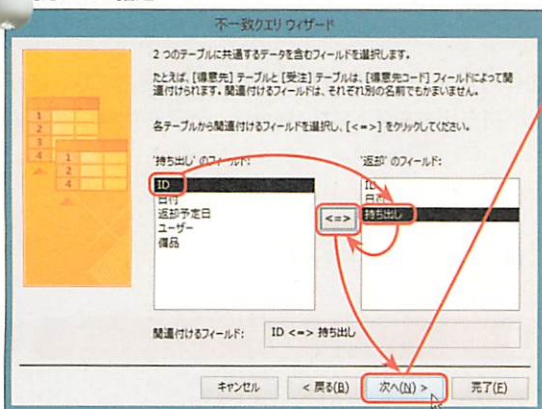 不一致クエリ ウィザード
2 つのテーブルに共通するデータを含むフィールドを選択します。
たとえば、[得意先] テーブルと [受注] テーブルは、[得意先コード] フィールドによって関
連付けられます。関連付けるフィールドは、それぞれ別の名前でもかまいません。
各テーブルから関連付けるフィールドを選択し、[<=>] をクリックしてください。
'持ち出し' のフィールド:
ID
日付
返却予定日
ユーザー
備品
<=>
'返却' のフィールド:
ID
日付
持ち出し
関連付けるフィールド:
ID <=> 持ち出し
キャンセル
< 戻る(B)
次へ(N) >
完了(E)
1
2
3
4
1
2
4